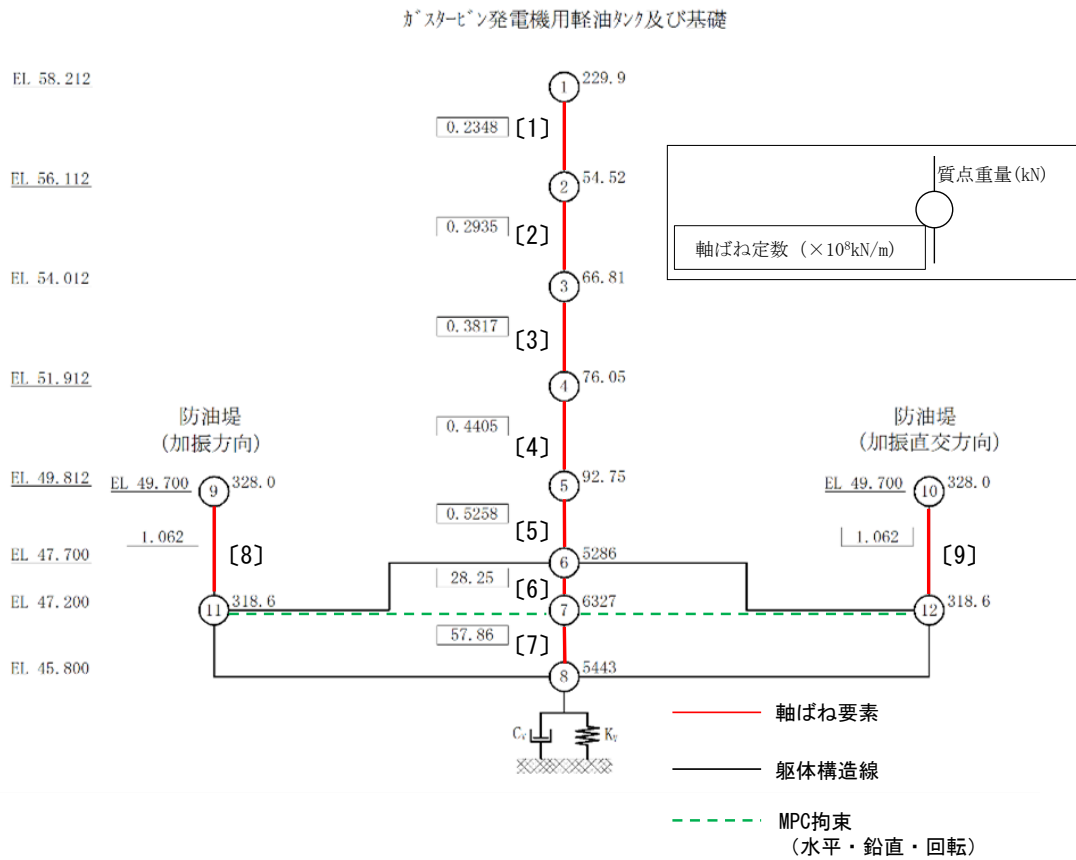 ｶﾞｽﾀｰﾋﾞﾝ発電機用軽油ﾀﾝｸ及び基礎
EL 58.212
1
229.9
0.2348
〔1〕
質点重量(kN)
軸ばね定数 (×10⁸kN/m)
EL 56.112
2
54.52
0.2935
〔2〕
EL 54.012
3
66.81
0.3817
〔3〕
EL 51.912
4
76.05
0.4405
〔4〕
防油堤
(加振方向)
防油堤
(加振直交方向)
EL 49.812
EL 49.700
9
328.0
5
92.75
EL 49.700
10
328.0
1.062
〔8〕
0.5258
〔5〕
1.062
〔9〕
EL 47.700
6
5286
28.25
〔6〕
EL 47.200
11
318.6
7
6327
12
318.6
57.86
〔7〕
EL 45.800
8
5443
Cᵥ
Kᵥ
軸ばね要素
躯体構造線
MPC拘束
（水平・鉛直・回転）